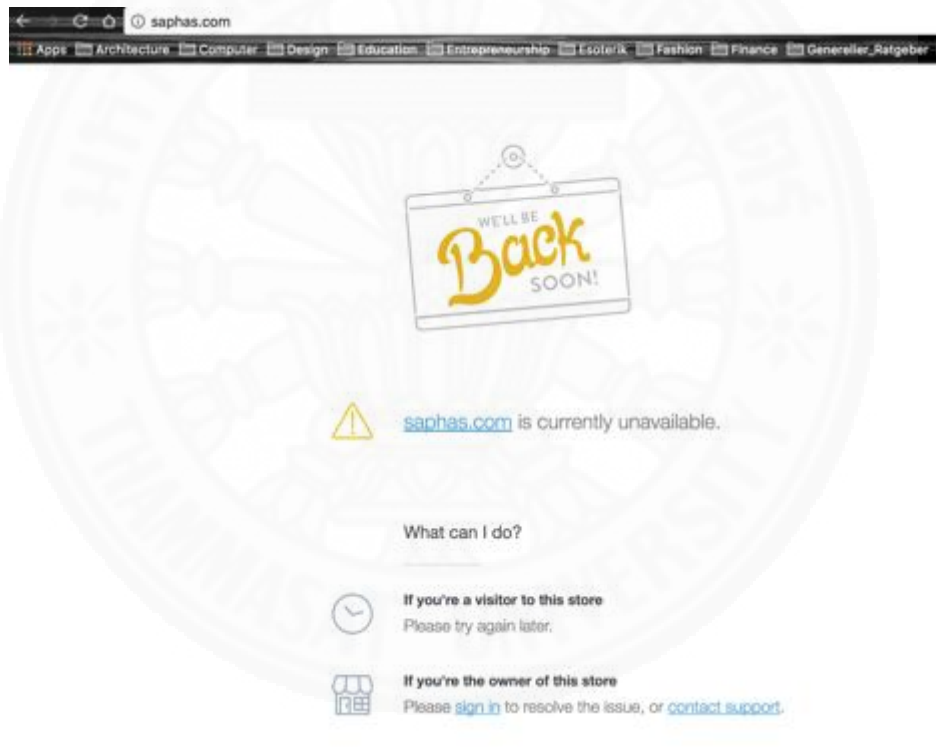 saphas.com
Apps Architecture Computer Design Education Entrepreneurship Esoterik Fashion Finance Genereller_Ratgeber
WE'LL BE
Back
SOON!
saphas.com is currently unavailable.
What can I do?
If you're a visitor to this store
Please try again later.
If you're the owner of this store
Please sign in to resolve the issue, or contact support.
THAMMASAT UNIVERSITY